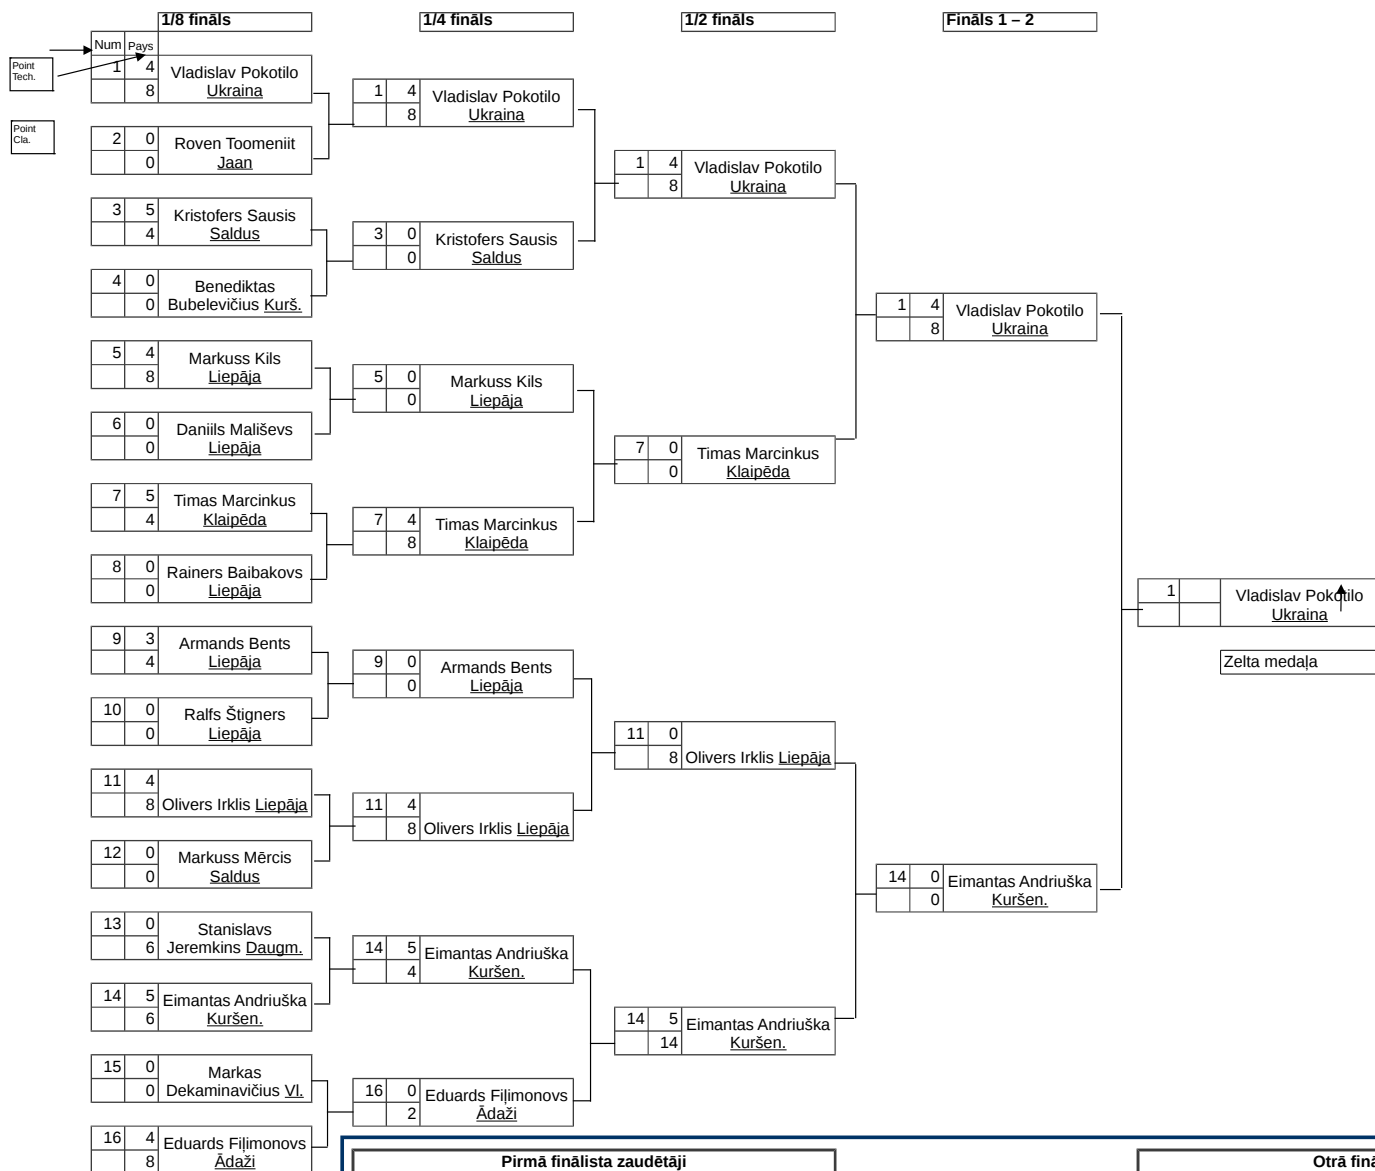 1/8 fināls
1/4 fināls
1/2 fināls
Fināls 1 – 2
Num Pays
Point
Tech.
Point
Cla.
1 4
8
Vladislav Pokotilo
Ukraina
2 0
0
Roven Toomeniit
Jaan
3 5
4
Kristofers Sausis
Saldus
4 0
0
Benediktas
Bubelevičius Kurš.
5 4
8
Markuss Kils
Liepāja
6 0
0
Daniils Mališevs
Liepāja
7 5
4
Timas Marcinkus
Klaipēda
8 0
0
Rainers Baibakovs
Liepāja
9 3
4
Armands Bents
Liepāja
10 0
0
Ralfs Štigners
Liepāja
11 4
8 Olivers Irklis Liepāja
12 0
0
Markuss Mērcis
Saldus
13 0
6
Stanislavs
Jeremkins Daugm.
14 5
6
Eimantas Andriuška
Kuršen.
15 0
0
Markas
Dekaminavičius Vl.
16 4
8
Eduards Fiļimonovs
Ādaži
1 4
8
Vladislav Pokotilo
Ukraina
3 0
0
Kristofers Sausis
Saldus
5 0
0
Markuss Kils
Liepāja
7 4
8
Timas Marcinkus
Klaipēda
9 0
0
Armands Bents
Liepāja
11 4
8 Olivers Irklis Liepāja
14 5
4
Eimantas Andriuška
Kuršen.
16 0
2
Eduards Fiļimonovs
Ādaži
1 4
8
Vladislav Pokotilo
Ukraina
7 0
0
Timas Marcinkus
Klaipēda
11 0
8 Olivers Irklis Liepāja
14 5
14
Eimantas Andriuška
Kuršen.
1 4
8
Vladislav Pokotilo
Ukraina
14 0
0
Eimantas Andriuška
Kuršen.
1
Vladislav Pokotilo
Ukraina
Zelta medaļa
Pirmā finālista zaudētāji
Otrā finā